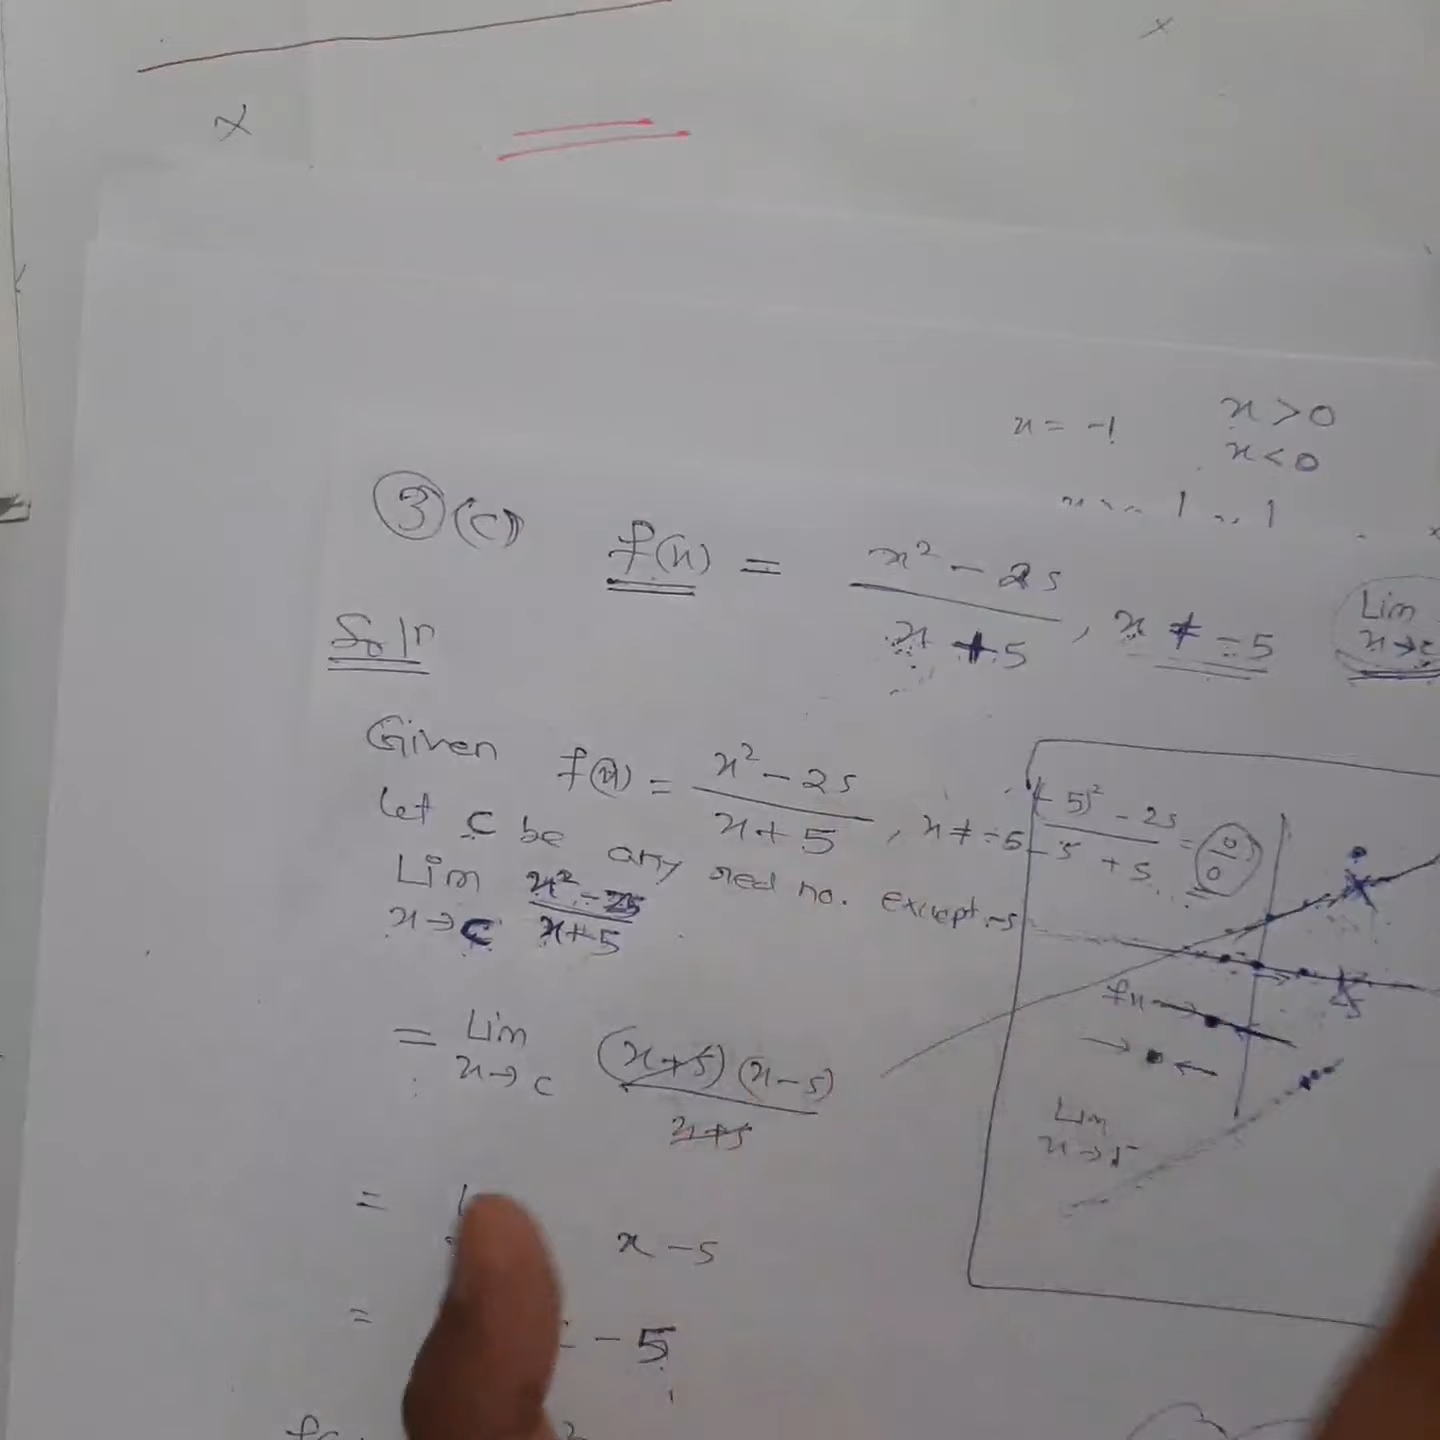 x
x
x = -1 x > 0
x < 0
1 .. 1
③(c) f(x) = x² - 25 / x + 5 , x ≠ -5
Lim x→c
Soln
Given f(x) = x² - 25 / x + 5 , x ≠ -5
Let c be any real no. except -5
Lim x→c x² - 25 / x + 5
= Lim x→c (x+5)(x-5) / x+5
= x - 5
= - 5
(-5)² - 25 / -5 + 5 = 0/0
Lim x→